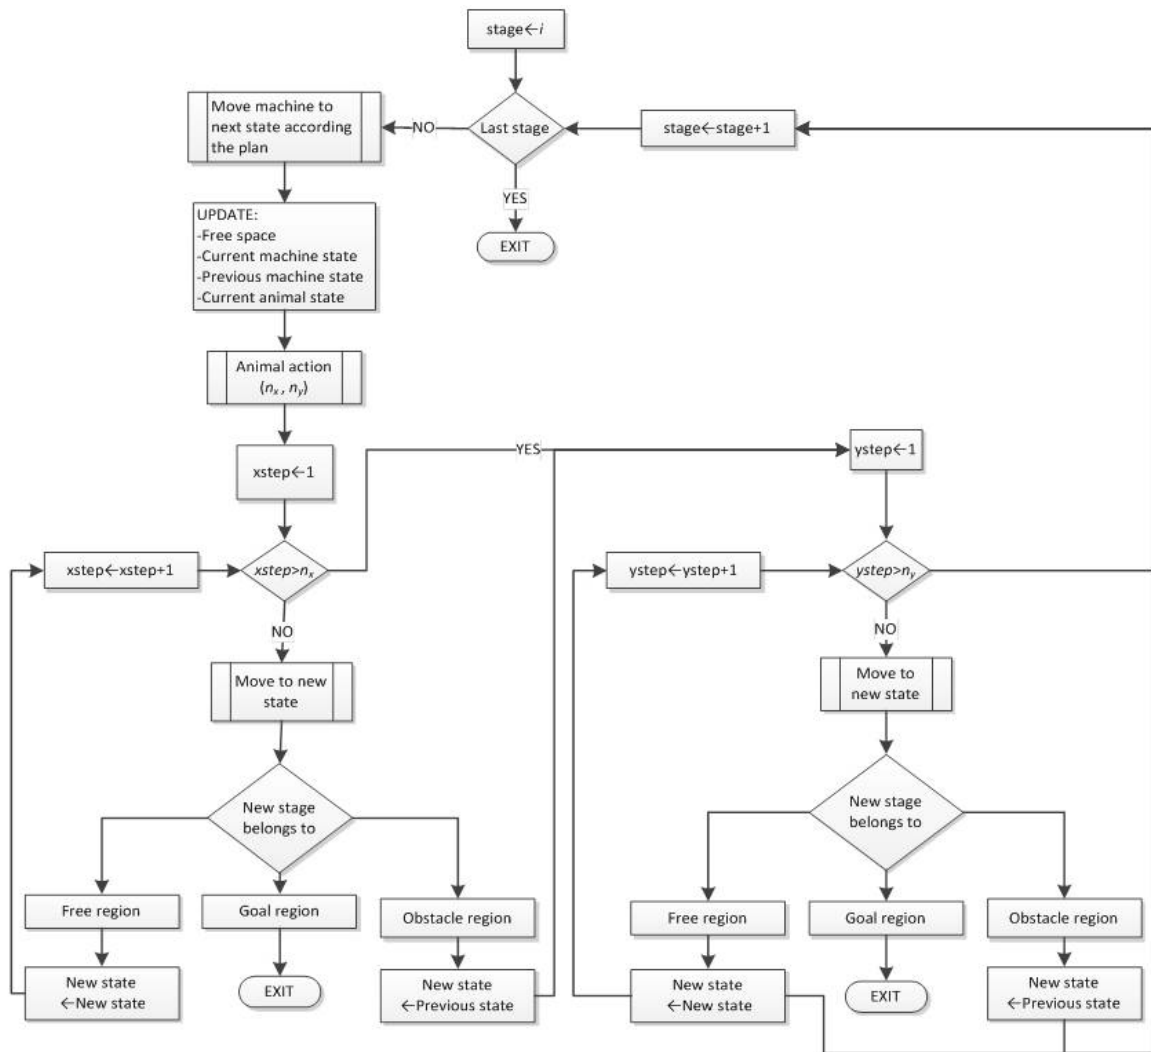 stage←i
Move machine to
next state according
the plan
NO
Last stage
stage←stage+1
YES
EXIT
UPDATE:
-Free space
-Current machine state
-Previous machine state
-Current animal state
Animal action
(nx , ny)
xstep←1
YES
ystep←1
xstep←xstep+1
xstep>nx
ystep←ystep+1
ystep>ny
NO
NO
Move to new
state
Move to
new state
New stage
belongs to
New stage
belongs to
Free region
Goal region
Obstacle region
Free region
Goal region
Obstacle region
New state
←New state
EXIT
New state
←Previous state
New state
←New state
EXIT
New state
←Previous state